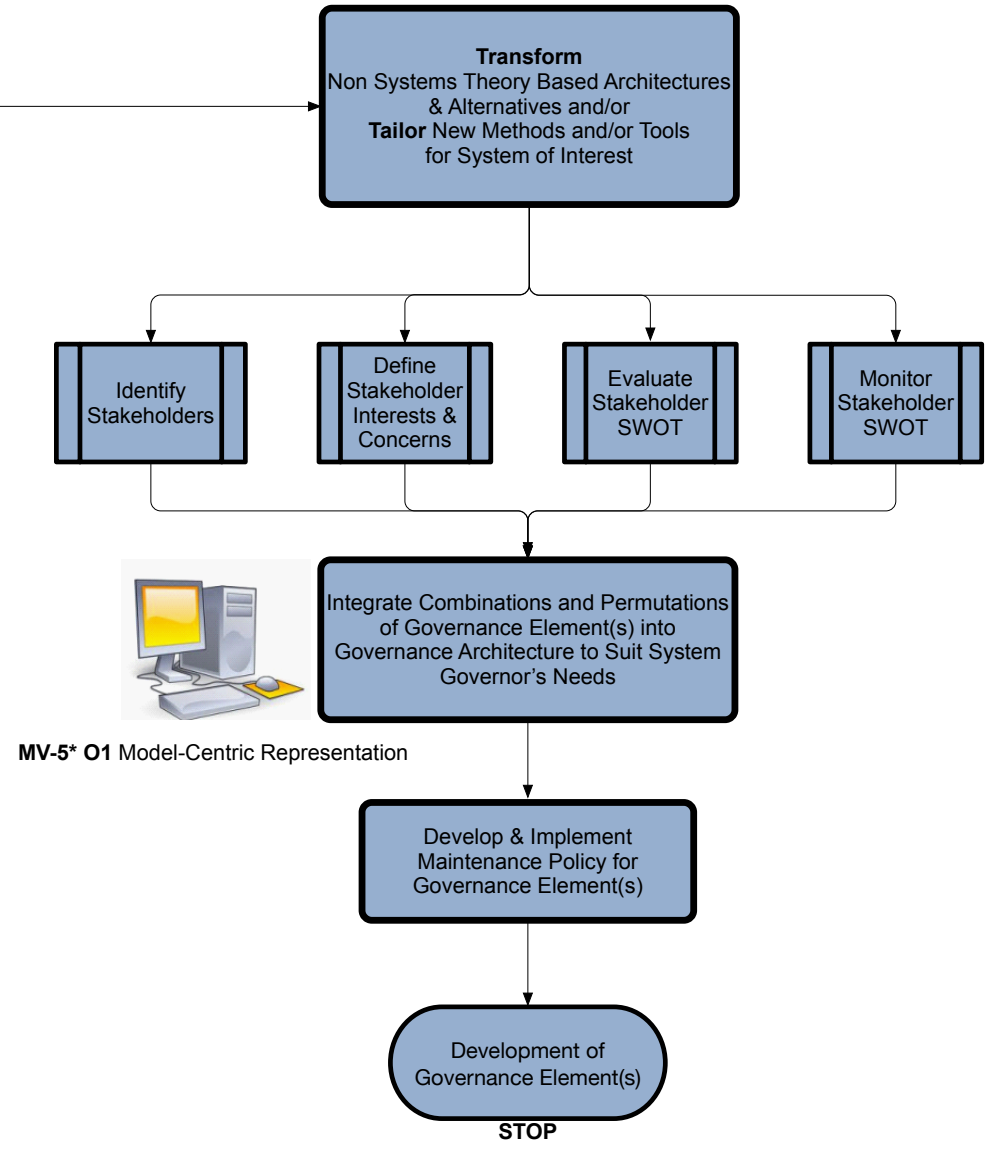 Transform
Non Systems Theory Based Architectures
& Alternatives and/or
Tailor New Methods and/or Tools
for System of Interest
Identify
Stakeholders
Define
Stakeholder
Interests &
Concerns
Evaluate
Stakeholder
SWOT
Monitor
Stakeholder
SWOT
Integrate Combinations and Permutations
of Governance Element(s) into
Governance Architecture to Suit System
Governor's Needs
MV-5* O1 Model-Centric Representation
Develop & Implement
Maintenance Policy for
Governance Element(s)
Development of
Governance Element(s)
STOP